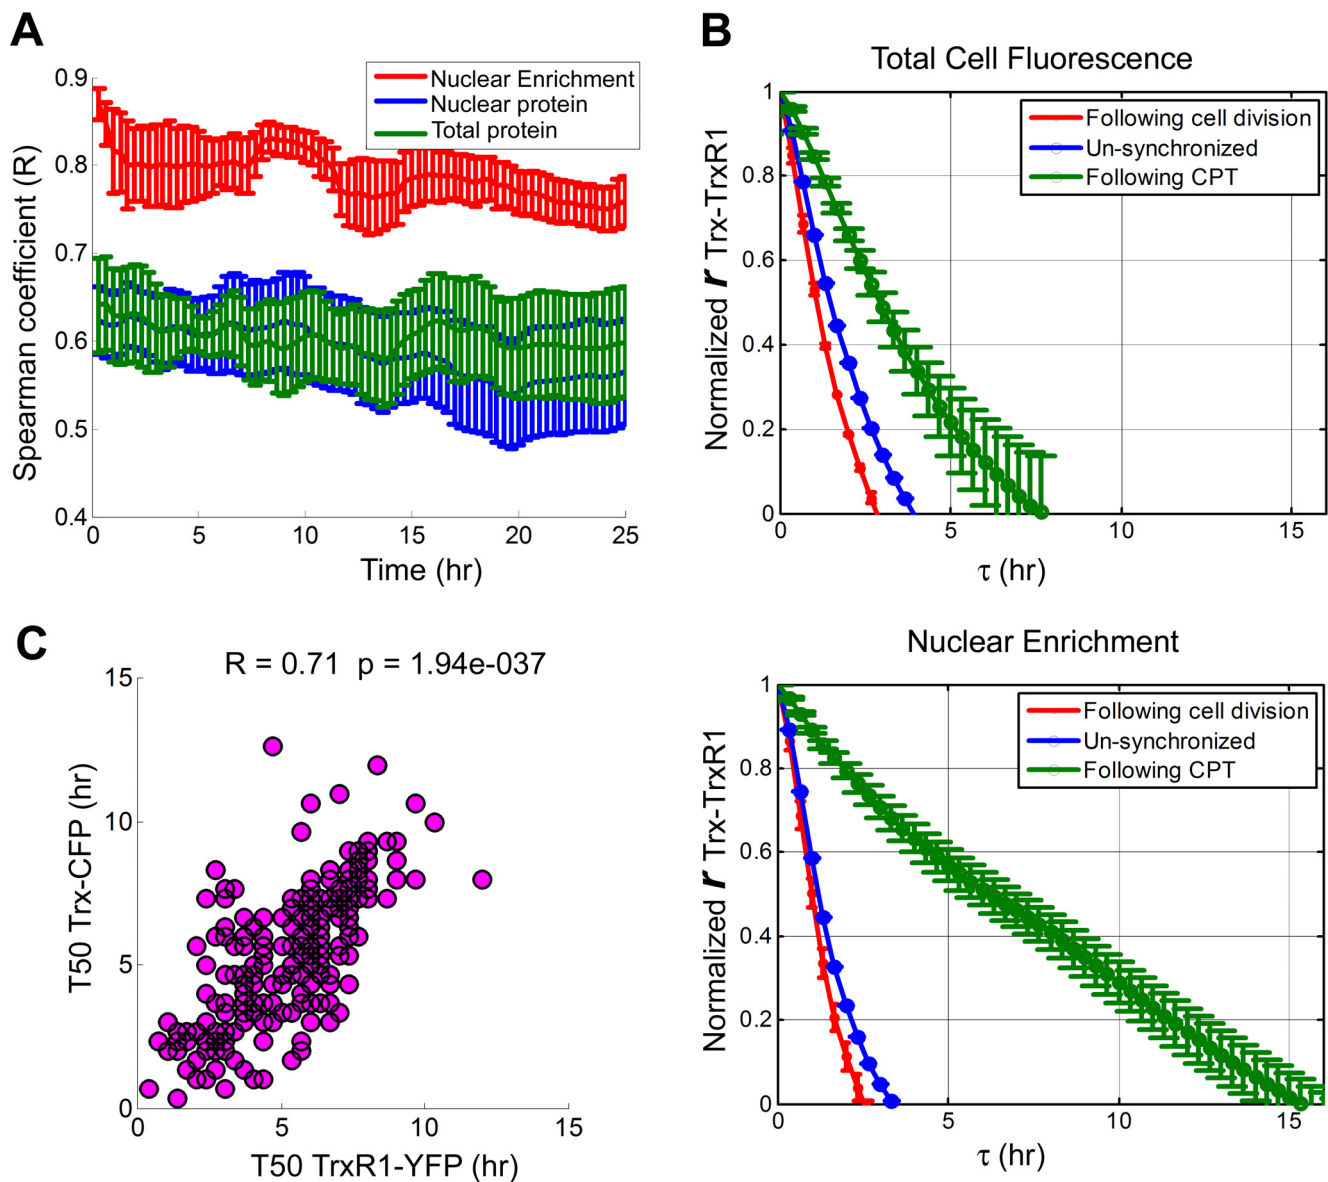 A
0.9
0.8
0.7
0.6
0.5
0.4
Spearman coefficient (R)
Nuclear Enrichment
Nuclear protein
Total protein
0
5
10
15
20
25
Time (hr)
B
Total Cell Fluorescence
1
0.8
0.6
0.4
0.2
0
Normalized r Trx-TrxR1
Following cell division
Un-synchronized
Following CPT
0
5
10
15
τ (hr)
C
R = 0.71 p = 1.94e-037
15
10
5
0
T50 Trx-CFP (hr)
0
5
10
15
T50 TrxR1-YFP (hr)
Nuclear Enrichment
1
0.8
0.6
0.4
0.2
0
Normalized r Trx-TrxR1
Following cell division
Un-synchronized
Following CPT
0
5
10
15
τ (hr)